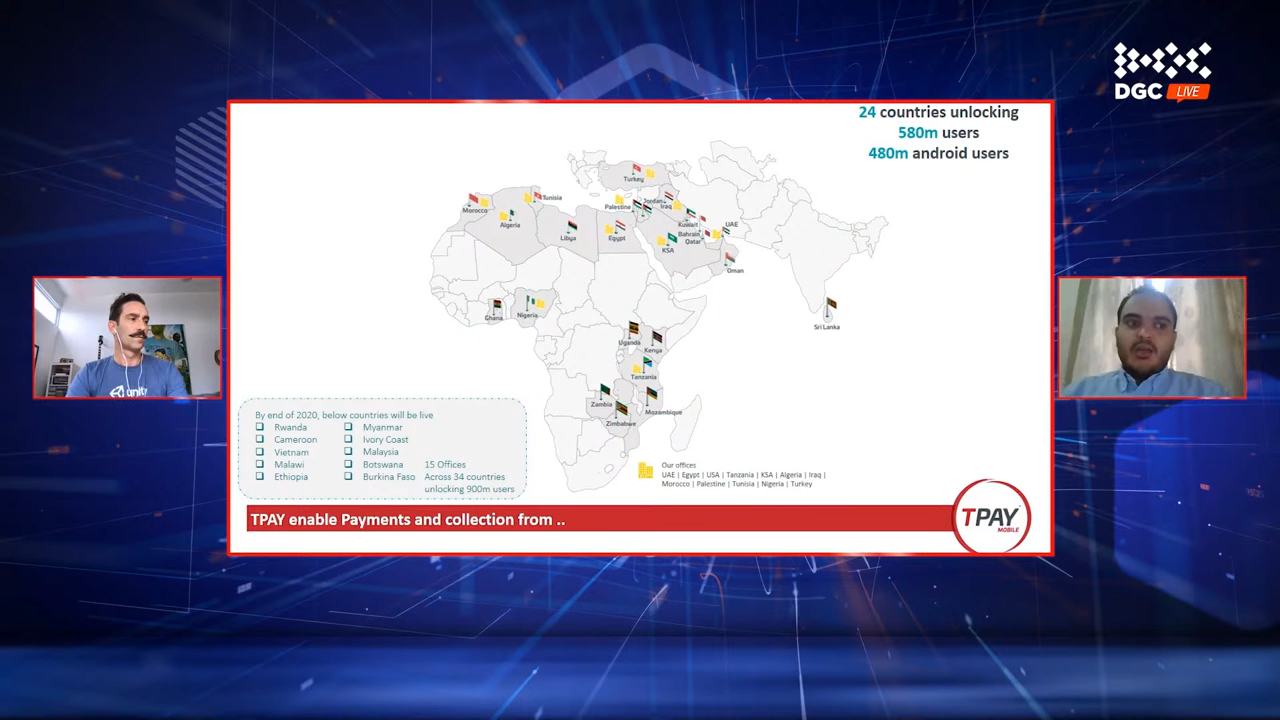 DGC LIVE
24 countries unlocking
580m users
480m android users
Turkey
Tunisia
Morocco
Algeria
Libya
Egypt
Palestine
Jordan
Iraq
Kuwait
Bahrain
Qatar
UAE
KSA
Oman
Ghana
Nigeria
Uganda
Kenya
Tanzania
Zambia
Mozambique
Zimbabwe
Sri Lanka
unity
By end of 2020, below countries will be live
Rwanda
Cameroon
Vietnam
Malawi
Ethiopia
Myanmar
Ivory Coast
Malaysia
Botswana
Burkina Faso
15 Offices
Across 34 countries
unlocking 900m users
Our offices
UAE | Egypt | USA | Tanzania | KSA | Algeria | Iraq |
Morocco | Palestine | Tunisia | Nigeria | Turkey
TPAY enable Payments and collection from ..
TPAY
MOBILE